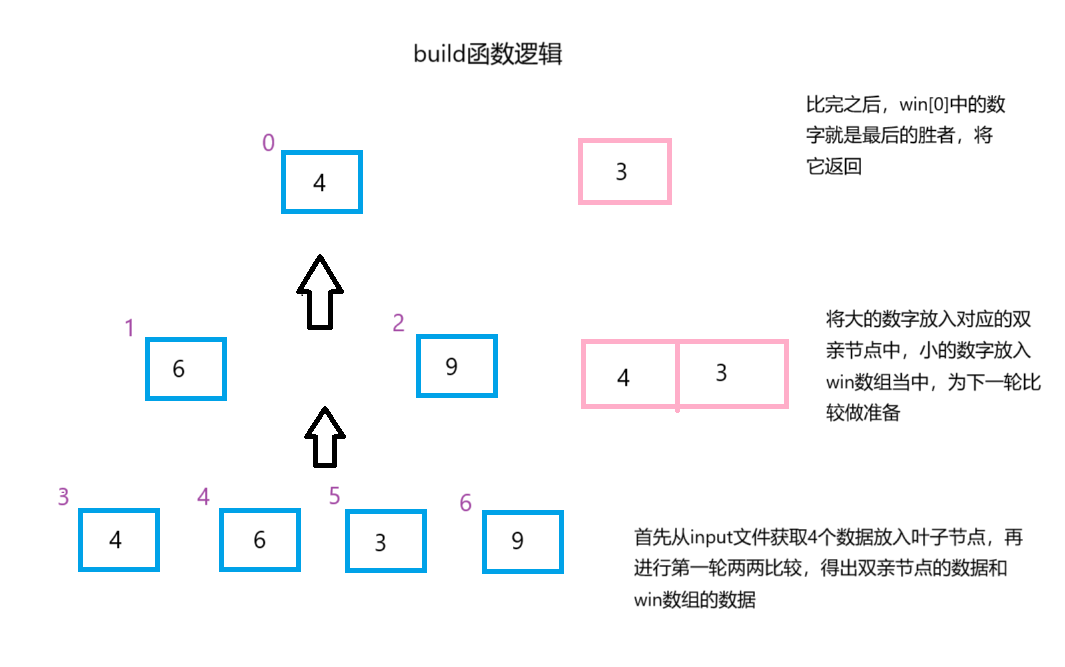 build函数逻辑
比完之后，win[0]中的数
字就是最后的胜者，将
它返回
0
4
3
将大的数字放入对应的双
亲节点中，小的数字放入
win数组当中，为下一轮比
较做准备
1
2
6
9
4
3
3
4
5
6
4
6
3
9
首先从input文件获取4个数据放入叶子节点，再
进行第一轮两两比较，得出双亲节点的数据和
win数组的数据